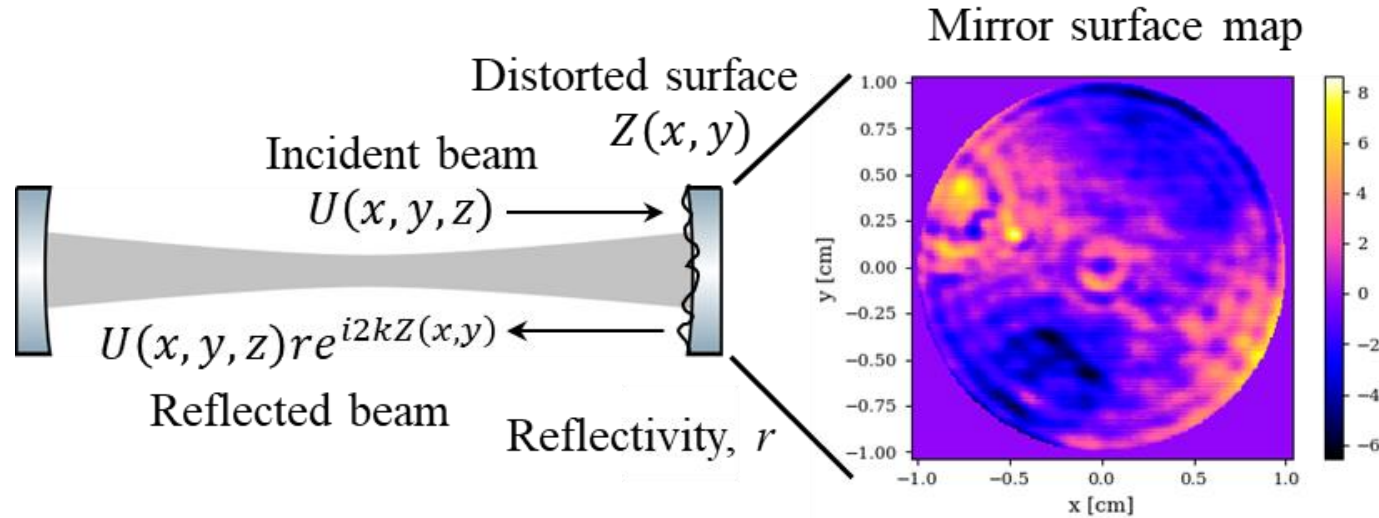 Mirror surface map
Distorted surface
Z(x, y)
Incident beam
U(x, y, z)
U(x, y, z)re^{i2kZ(x,y)}
Reflected beam
Reflectivity, r
1.00
0.75
0.50
0.25
0.00
−0.25
−0.50
−0.75
−1.00
y [cm]
−1.0 −0.5 0.0 0.5 1.0
x [cm]
8
6
4
2
0
−2
−4
−6